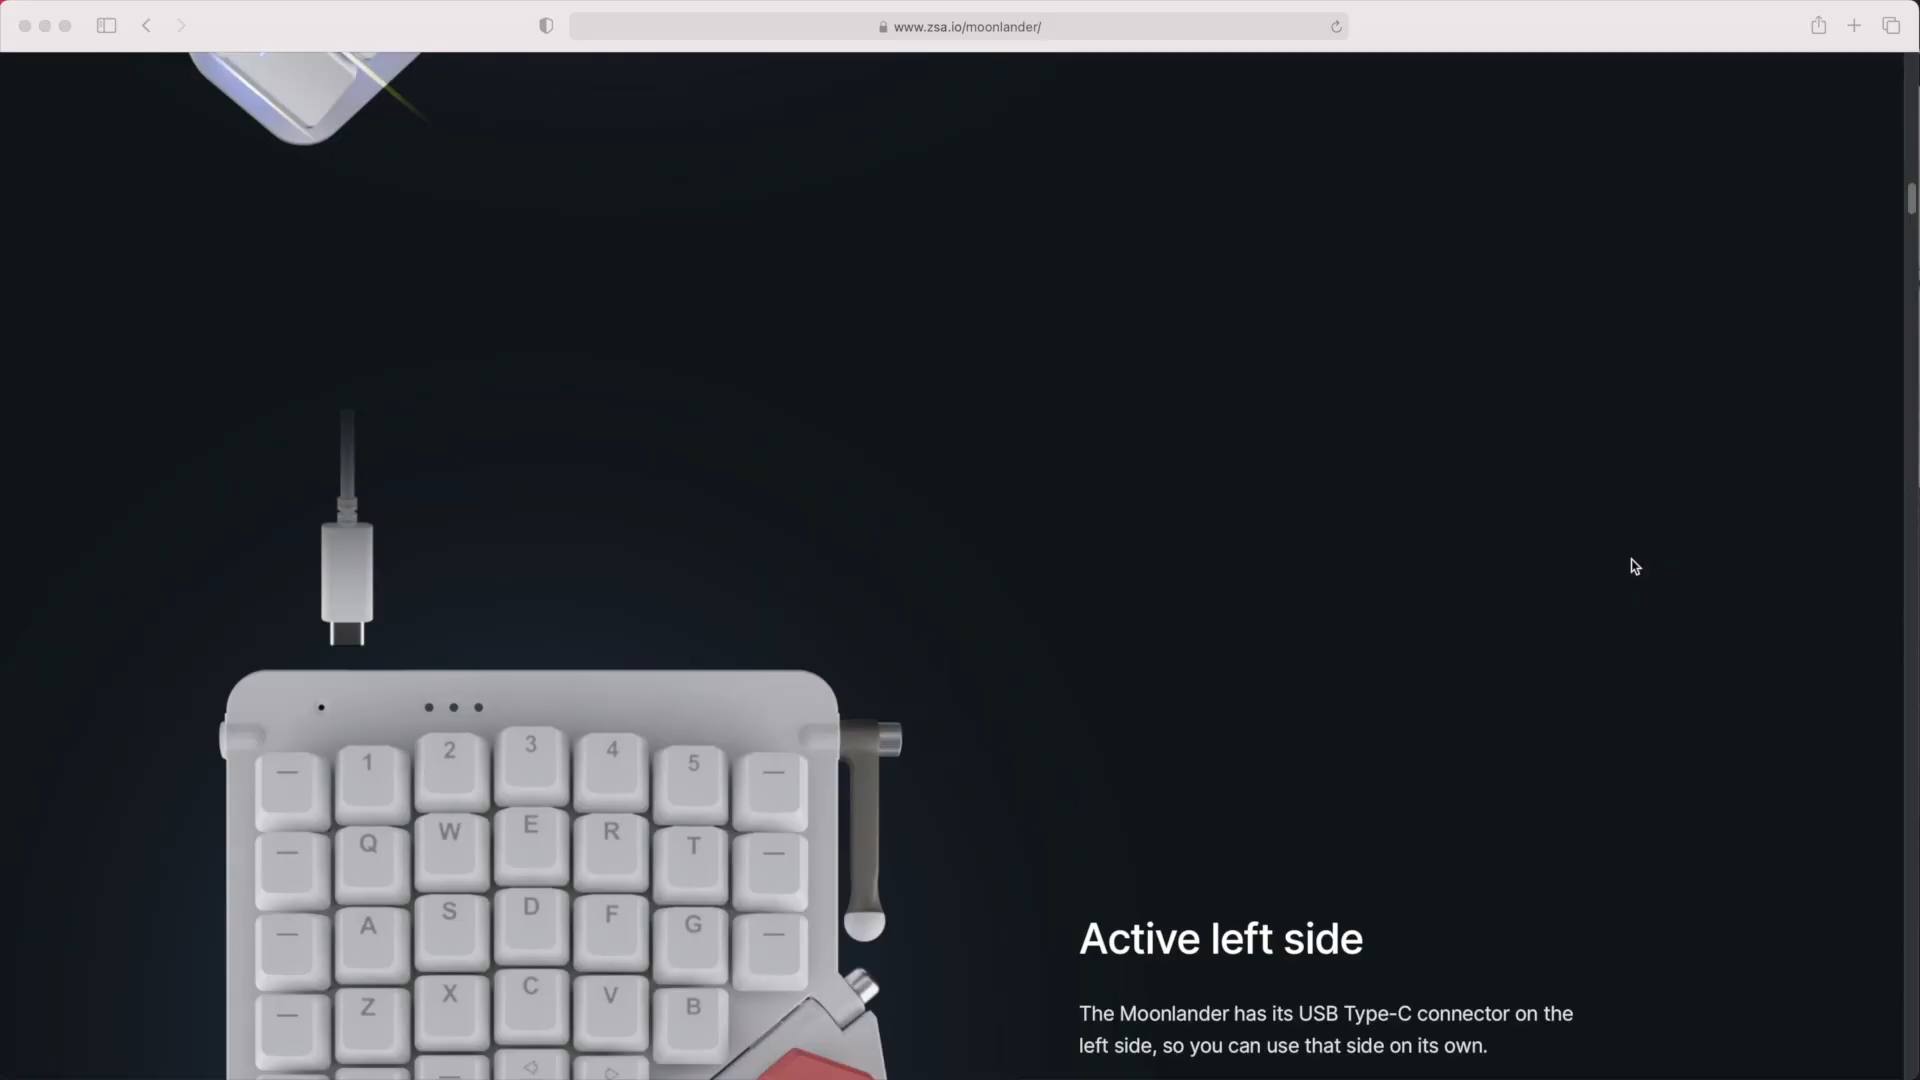 www.zsa.io/moonlander/
1 2 3 4 5
Q W E R T
A S D F G
Z X C V B
Active left side
The Moonlander has its USB Type-C connector on the
left side, so you can use that side on its own.